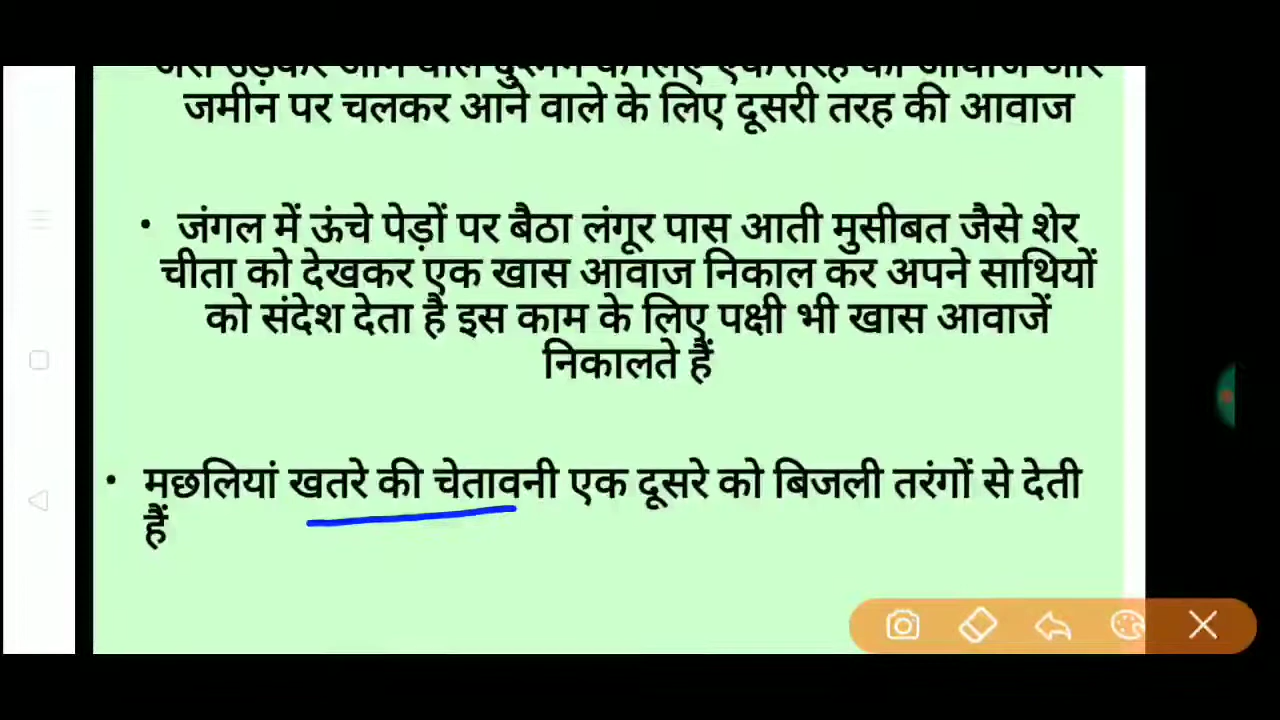 जमीन पर चलकर आने वाले के लिए दूसरी तरह की आवाज
• जंगल में ऊंचे पेड़ों पर बैठा लंगूर पास आती मुसीबत जैसे शेर
चीता को देखकर एक खास आवाज निकाल कर अपने साथियों
को संदेश देता है इस काम के लिए पक्षी भी खास आवाजें
निकालते हैं
• मछलियां खतरे की चेतावनी एक दूसरे को बिजली तरंगों से देती
हैं